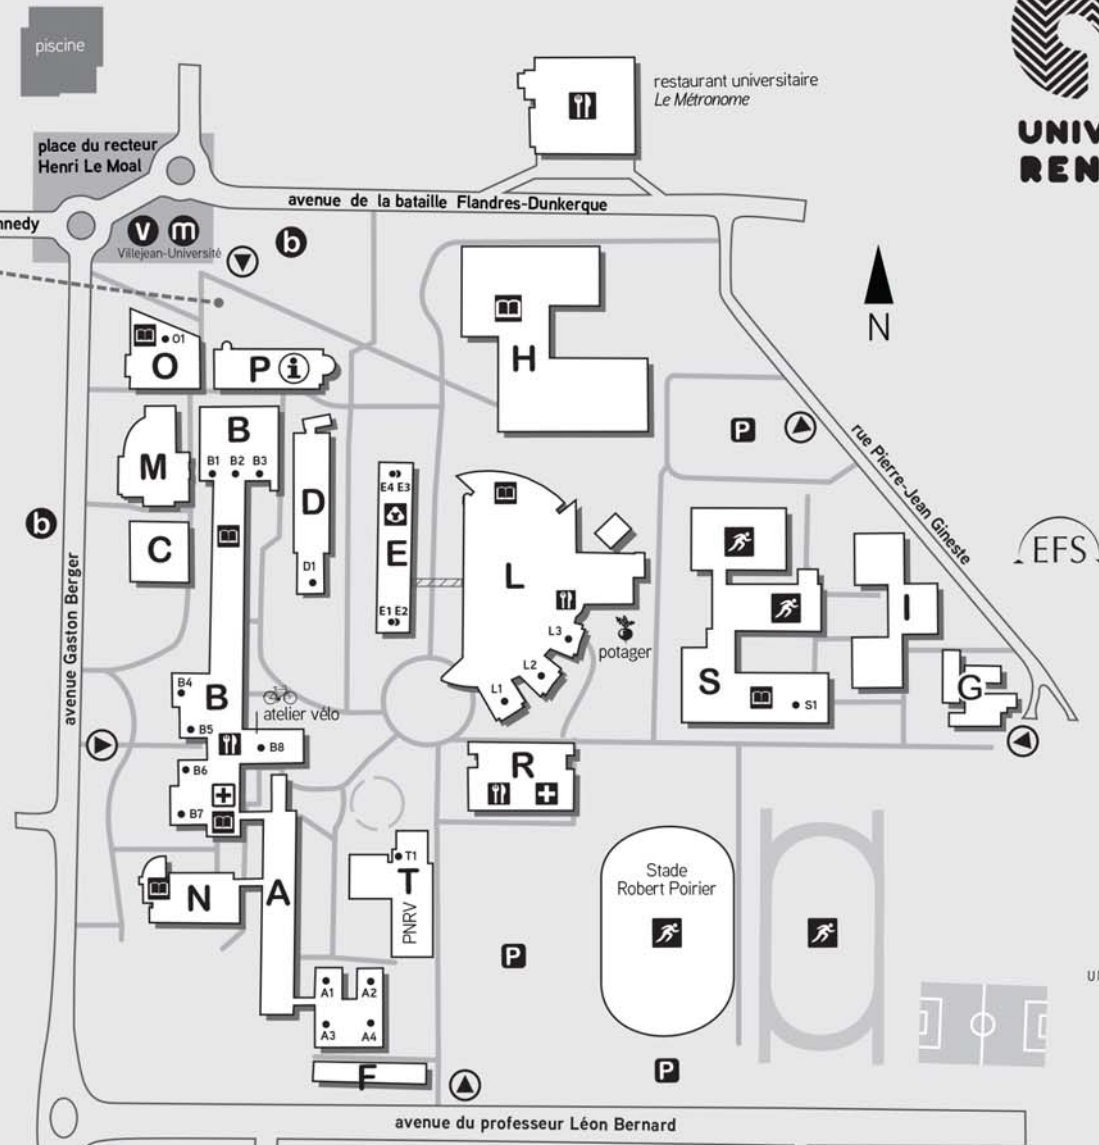 piscine
restaurant universitaire
Le Métronome
UNIV
REN
place du recteur
Henri Le Moal
avenue de la bataille Flandres-Dunkerque
nnedy
v m
Villejean-Université
b
N
H
O1
O
P i
B
B1 B2 B3
M
D
E4 E3
P
rue Pierre-Jean Gineste
b
C
E
D1
E1 E2
L
L3
L2
L1
potager
EFS
I
S
S1
G
avenue Gaston Berger
B4
B
B5
atelier vélo
B8
B6
B7
R
T1
T
PNRV
N
A
Stade
Robert Poirier
P
A1 A2
A3 A4
F
P
U
avenue du professeur Léon Bernard